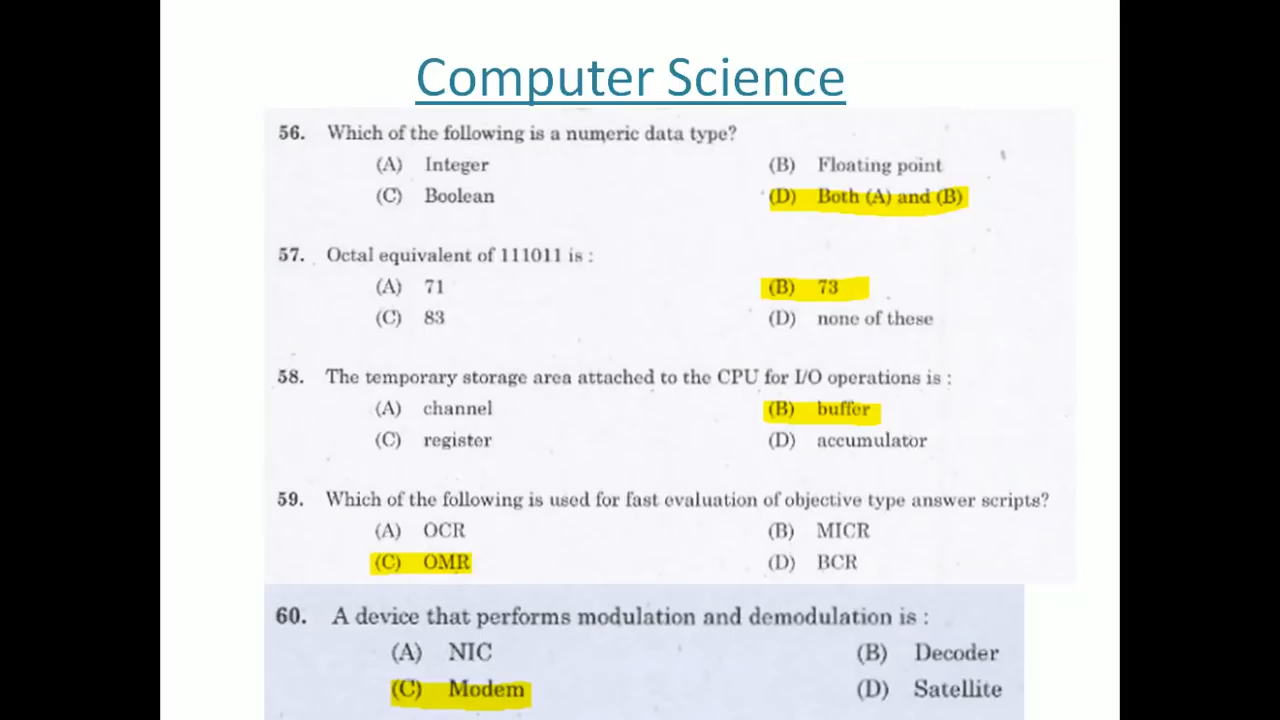 Computer Science
56. Which of the following is a numeric data type?
(A) Integer (B) Floating point
(C) Boolean (D) Both (A) and (B)
57. Octal equivalent of 111011 is :
(A) 71 (B) 73
(C) 83 (D) none of these
58. The temporary storage area attached to the CPU for I/O operations is :
(A) channel (B) buffer
(C) register (D) accumulator
59. Which of the following is used for fast evaluation of objective type answer scripts?
(A) OCR (B) MICR
(C) OMR (D) BCR
60. A device that performs modulation and demodulation is :
(A) NIC (B) Decoder
(C) Modem (D) Satellite